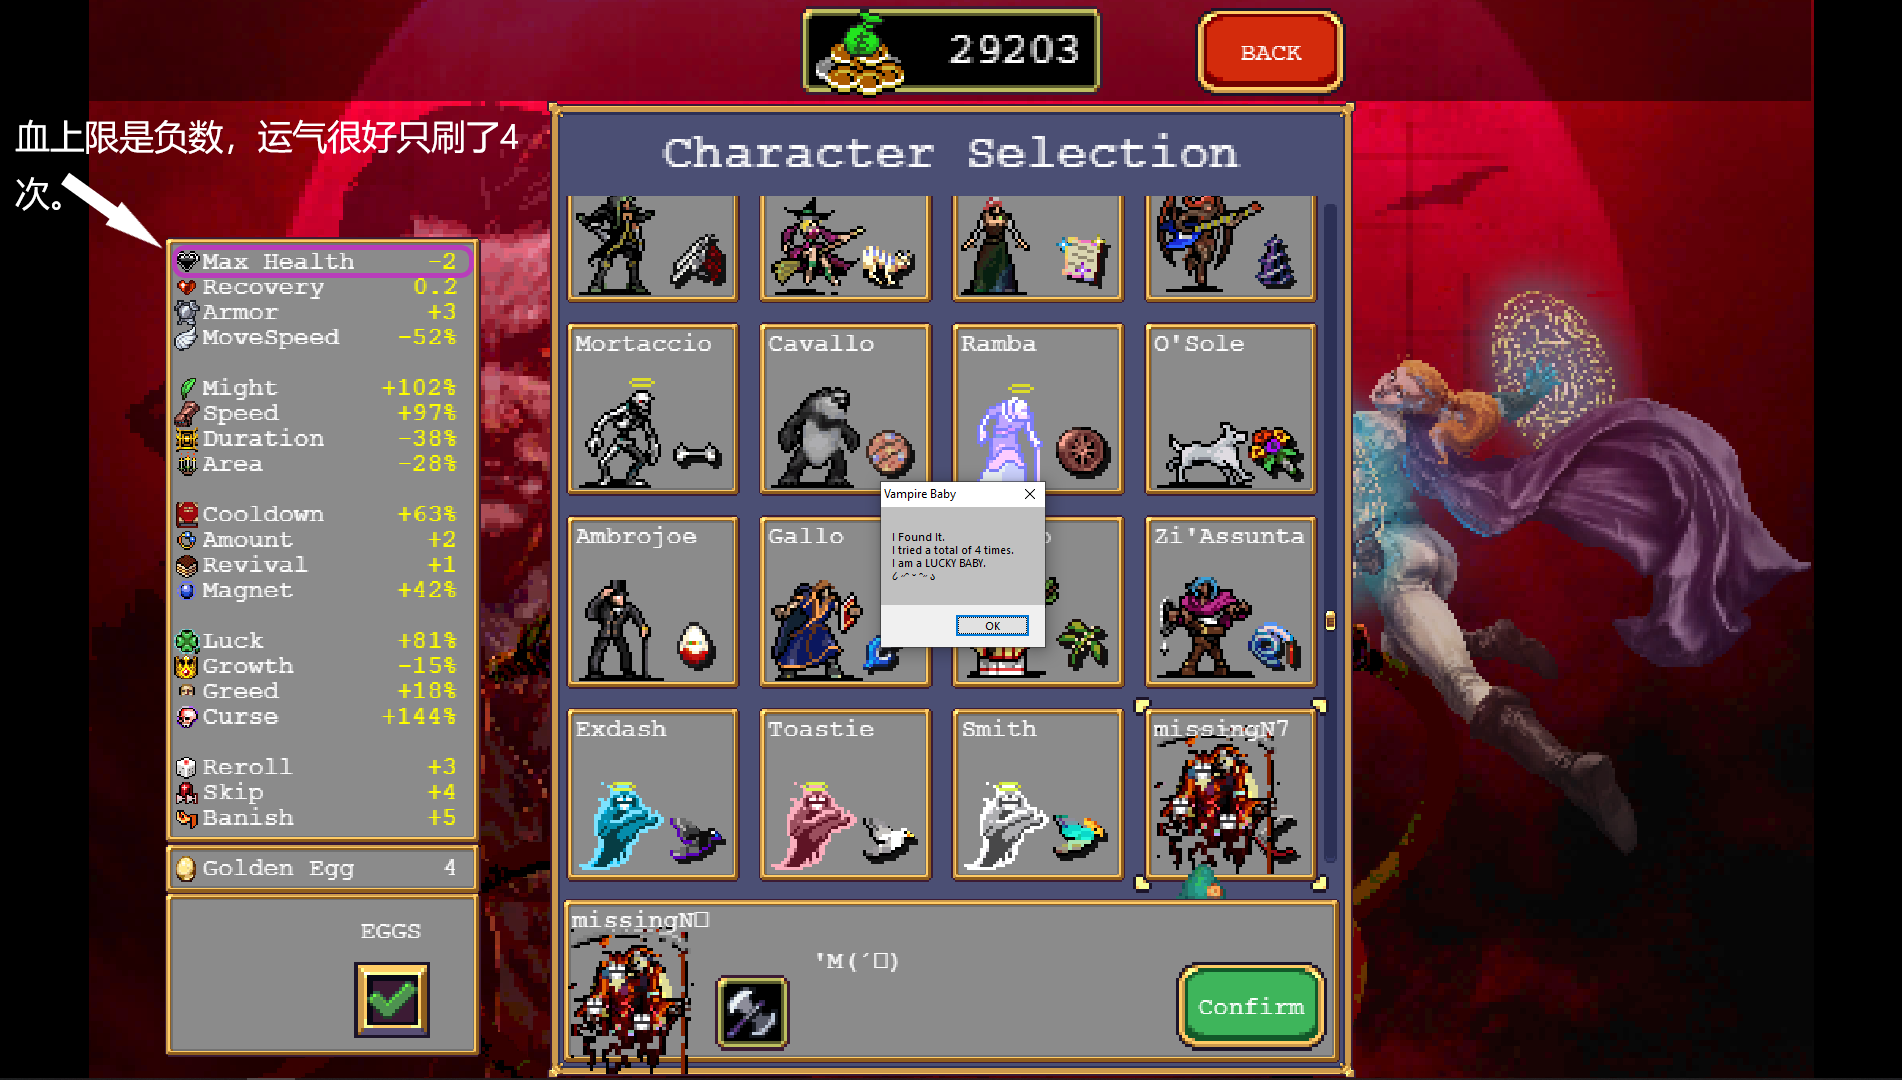 29203
BACK
血上限是负数，运气很好只刷了4
次。
Character Selection
Max Health -2
Recovery 0.2
Armor +3
MoveSpeed -52%
Might +102%
Speed +97%
Duration -38%
Area -28%
Cooldown +63%
Amount +2
Revival +1
Magnet +42%
Luck +81%
Growth -15%
Greed +18%
Curse +144%
Reroll +3
Skip +4
Banish +5
Golden Egg 4
EGGS
Mortaccio
Cavallo
Ramba
O'Sole
Ambrojoe
Gallo
Zi'Assunta
Exdash
Toastie
Smith
missingN7
Vampire Baby
I Found It.
I tried a total of 4 times.
I am a LUCKY BABY.
OK
missingN□
'M(´□)
Confirm